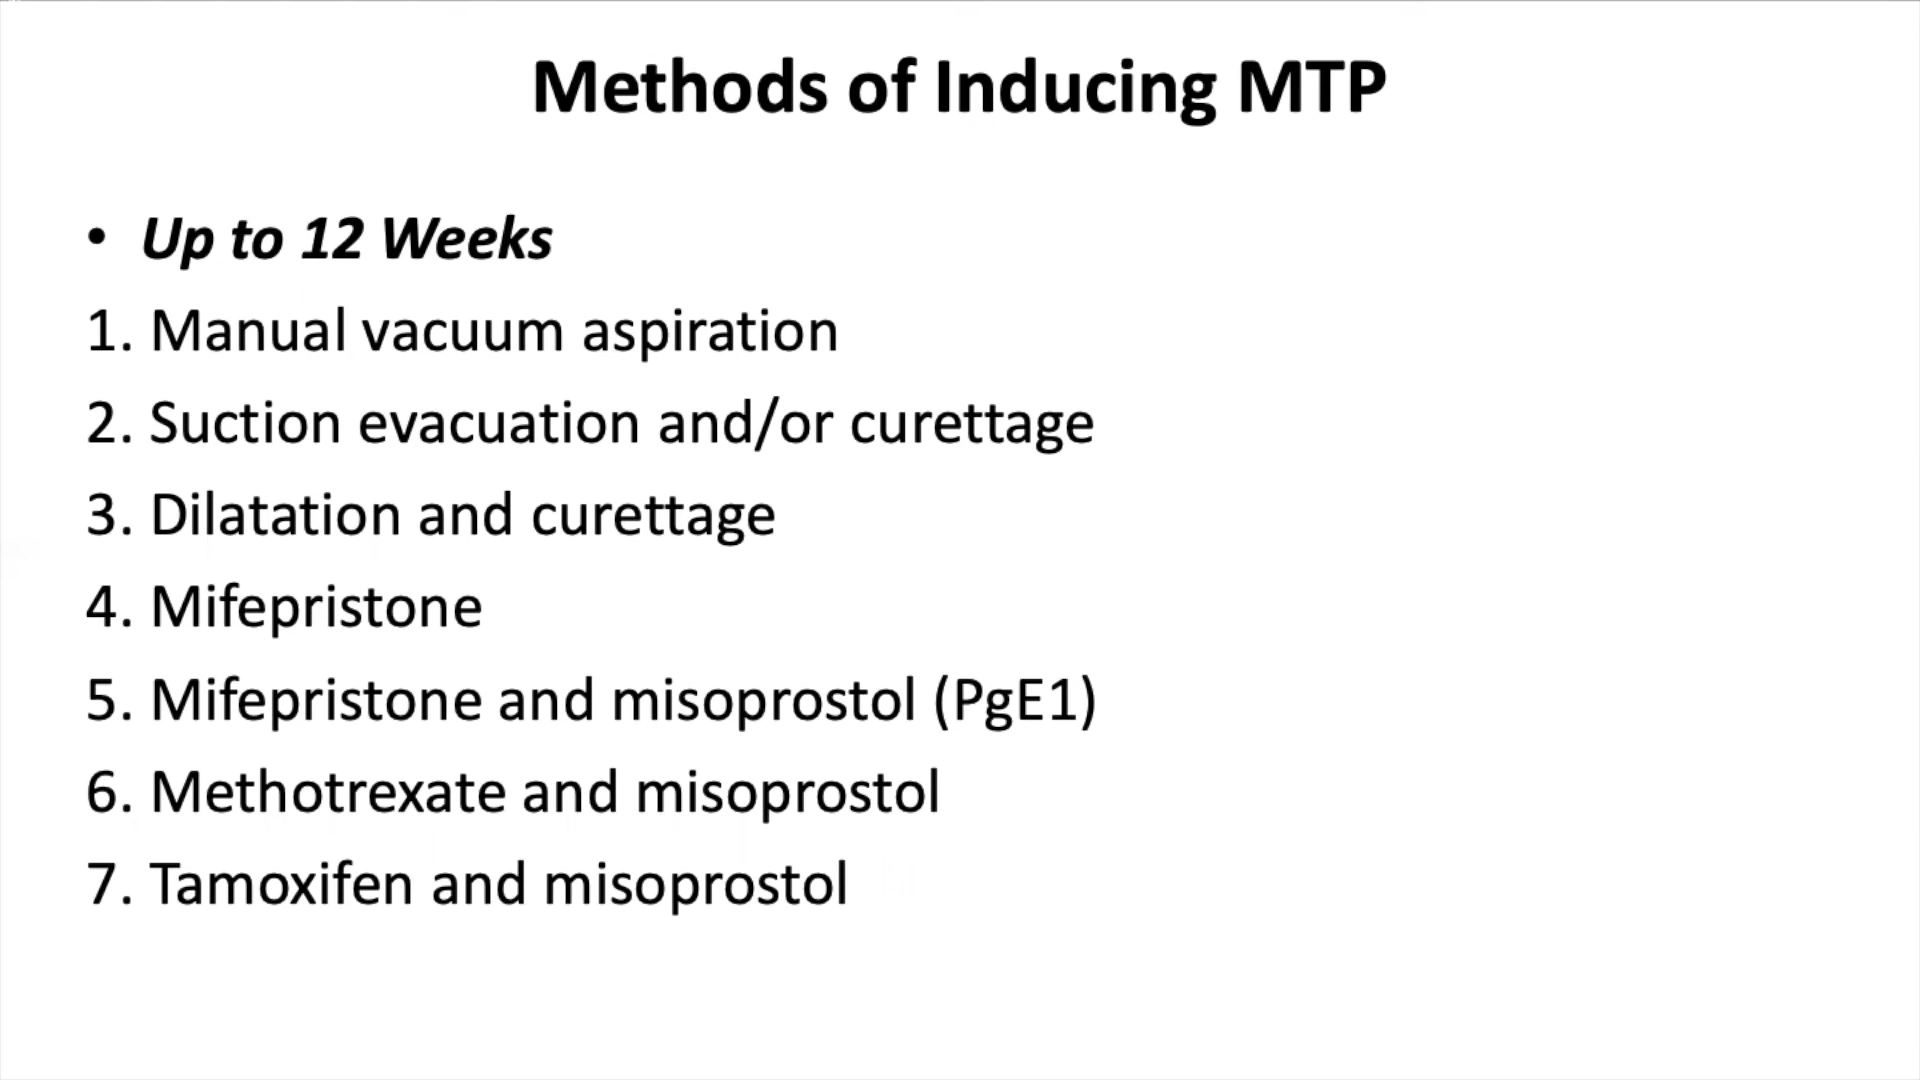 Methods of Inducing MTP
• Up to 12 Weeks
1. Manual vacuum aspiration
2. Suction evacuation and/or curettage
3. Dilatation and curettage
4. Mifepristone
5. Mifepristone and misoprostol (PgE1)
6. Methotrexate and misoprostol
7. Tamoxifen and misoprostol